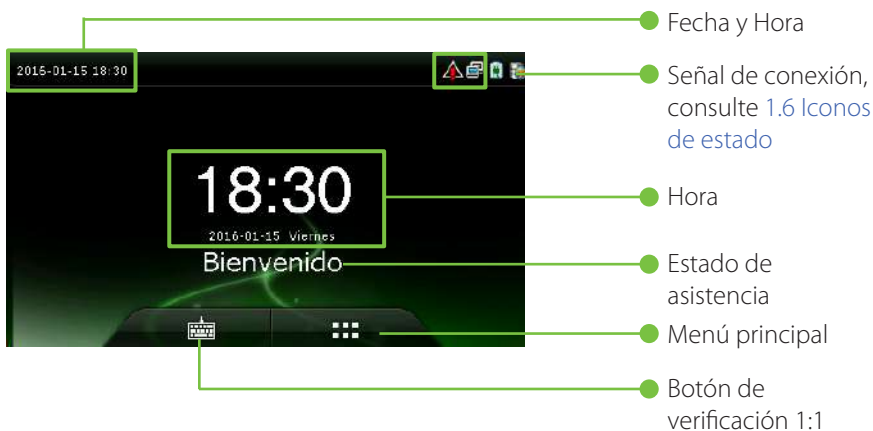 Fecha y Hora
2016-01-15 18:30
Señal de conexión,
consulte 1.6 Iconos
de estado
18:30
Hora
2016-01-15 Viernes
Bienvenido
Estado de
asistencia
Menú principal
Botón de
verificación 1:1